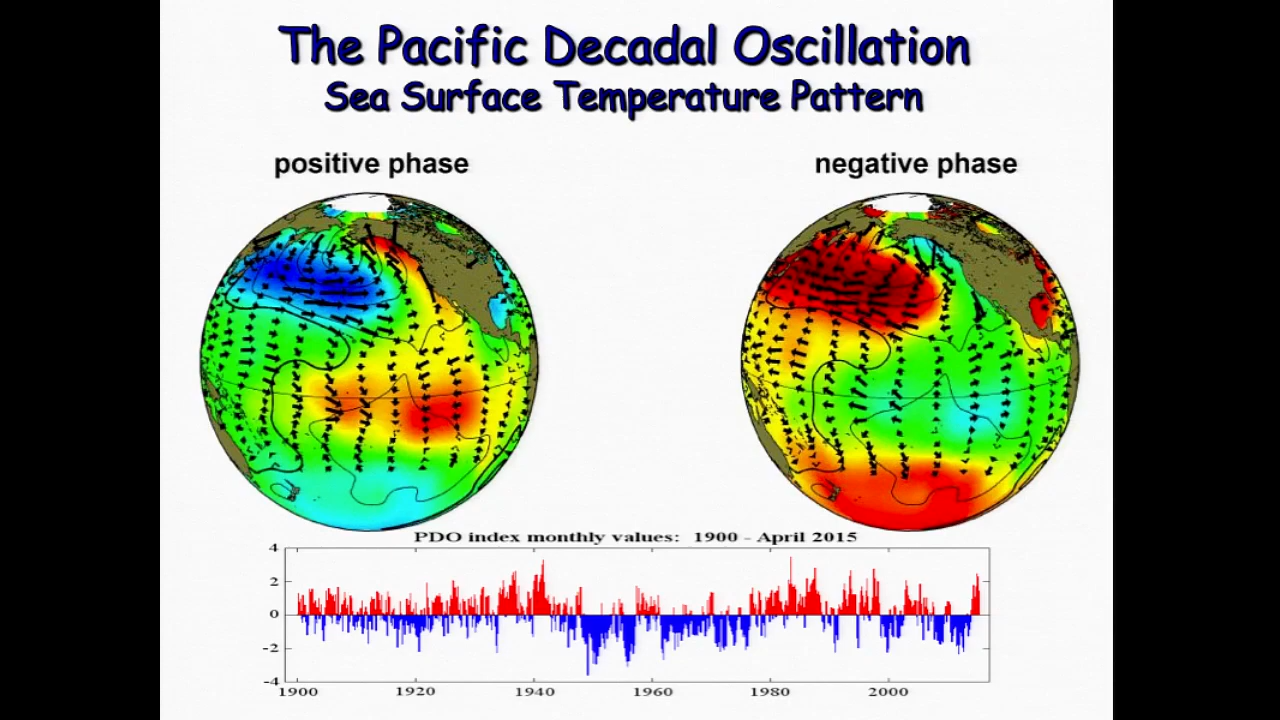 The Pacific Decadal Oscillation
Sea Surface Temperature Pattern
positive phase
negative phase
PDO index monthly values: 1900 - April 2015
4
2
0
-2
-4
1900
1920
1940
1960
1980
2000